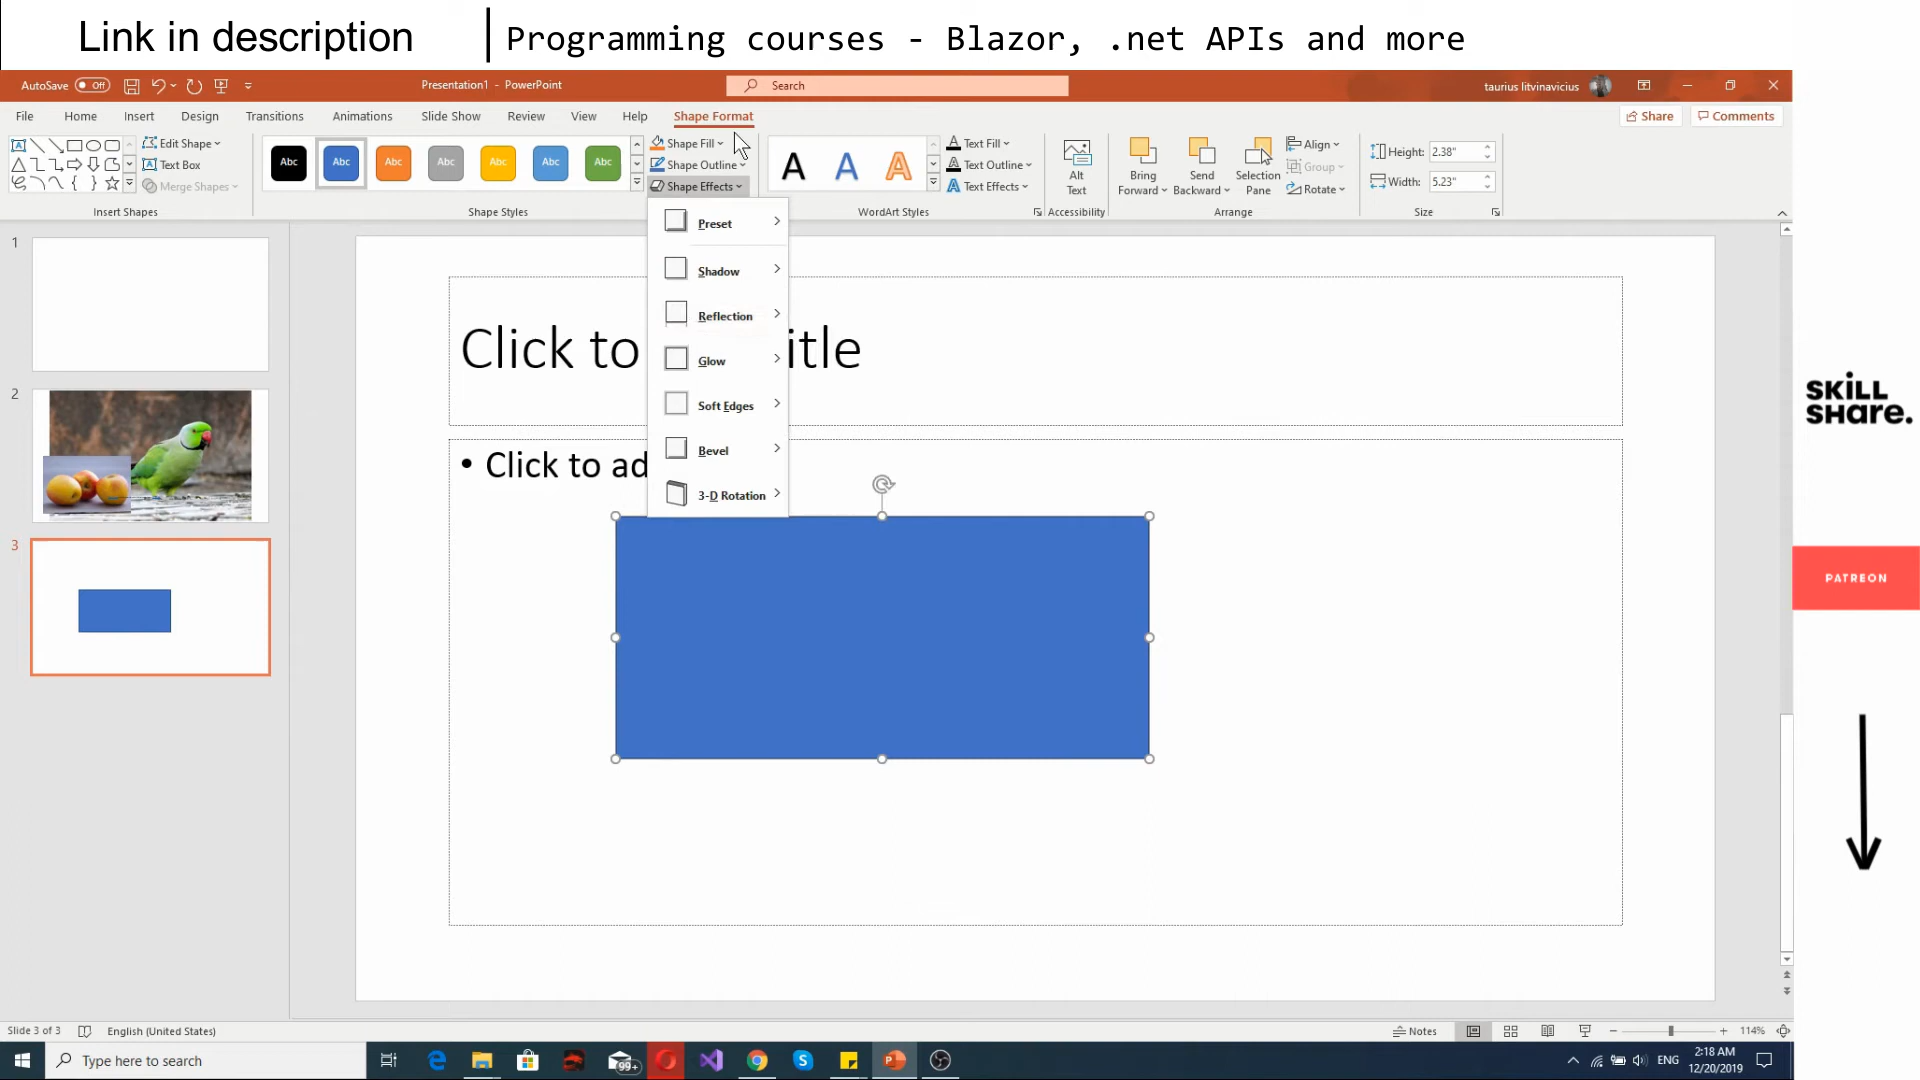 Link in description
Programming courses - Blazor, .net APIs and more
AutoSave Off
Presentation1 - PowerPoint
Search
taurius litvinavicius
File Home Insert Design Transitions Animations Slide Show Review View Help Shape Format
Share Comments
Edit Shape
Text Box
Merge Shapes
Insert Shapes
Abc Abc Abc Abc Abc Abc Abc
Shape Styles
Shape Fill
Shape Outline
Shape Effects
A A A
WordArt Styles
Text Fill
Text Outline
Text Effects
Alt
Text
Accessibility
Bring
Forward
Send
Backward
Selection
Pane
Align
Group
Rotate
Arrange
Height: 2.38"
Width: 5.23"
Size
Preset
Shadow
Reflection
Glow
Soft Edges
Bevel
3-D Rotation
1
2
3
Click to itle
• Click to ad
SKILL
SHARE.
PATREON
Slide 3 of 3
English (United States)
Notes
114%
Type here to search
99+
ENG
2:18 AM
12/20/2019